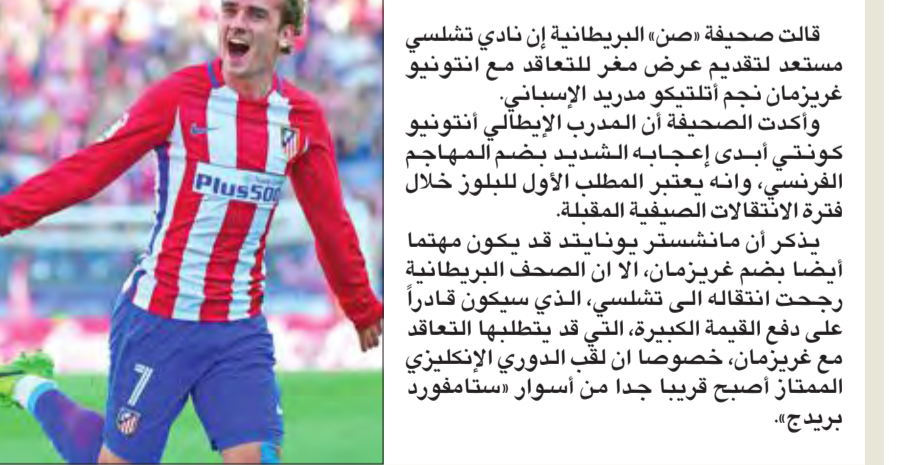 قالت صحيفة «صن» البريطانية إن نادي تشلسي
مستعد لتقديم عرض مغر للتعاقد مع انتونيو
غريزمان نجم أتلتيكو مدريد الإسباني.
وأكدت الصحيفة أن المدرب الإيطالي أنتونيو
كونتي أبدى إعجابه الشديد بضم المهاجم
الفرنسي، وانه يعتبر المطلب الأول للبلوز خلال
فترة الانتقالات الصيفية المقبلة.
يذكر أن مانشستر يونايتد قد يكون مهتما
أيضا بضم غريزمان، الا ان الصحف البريطانية
رجحت انتقاله الى تشلسي، الذي سيكون قادراً
على دفع القيمة الكبيرة، التي قد يتطلبها التعاقد
مع غريزمان، خصوصا ان لقب الدوري الإنكليزي
الممتاز أصبح قريبا جدا من أسوار «ستامفورد
بريدج».
Plus500
7